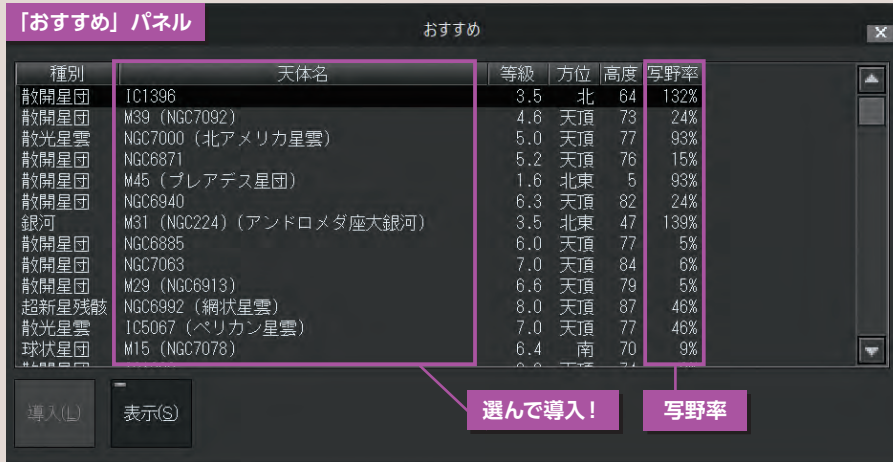 「おすすめ」パネル
おすすめ
種別 天体名 等級 方位 高度 写野率
散開星団 IC1396 3.5 北 64 132%
散開星団 M39 (NGC7092) 4.6 天頂 73 24%
散光星雲 NGC7000 (北アメリカ星雲) 5.0 天頂 77 93%
散開星団 NGC6871 5.2 天頂 76 15%
散開星団 M45 (プレアデス星団) 1.6 北東 5 93%
散開星団 NGC6940 6.3 天頂 82 24%
銀河 M31 (NGC224) (アンドロメダ座大銀河) 3.5 北東 47 139%
散開星団 NGC6885 6.0 天頂 77 5%
散開星団 NGC7063 7.0 天頂 84 6%
散開星団 M29 (NGC6913) 6.6 天頂 79 5%
超新星残骸 NGC6992 (網状星雲) 8.0 天頂 87 46%
散光星雲 IC5067 (ペリカン星雲) 7.0 天頂 77 46%
球状星団 M15 (NGC7078) 6.4 南 70 9%
導入(L) 表示(S) 選んで導入! 写野率